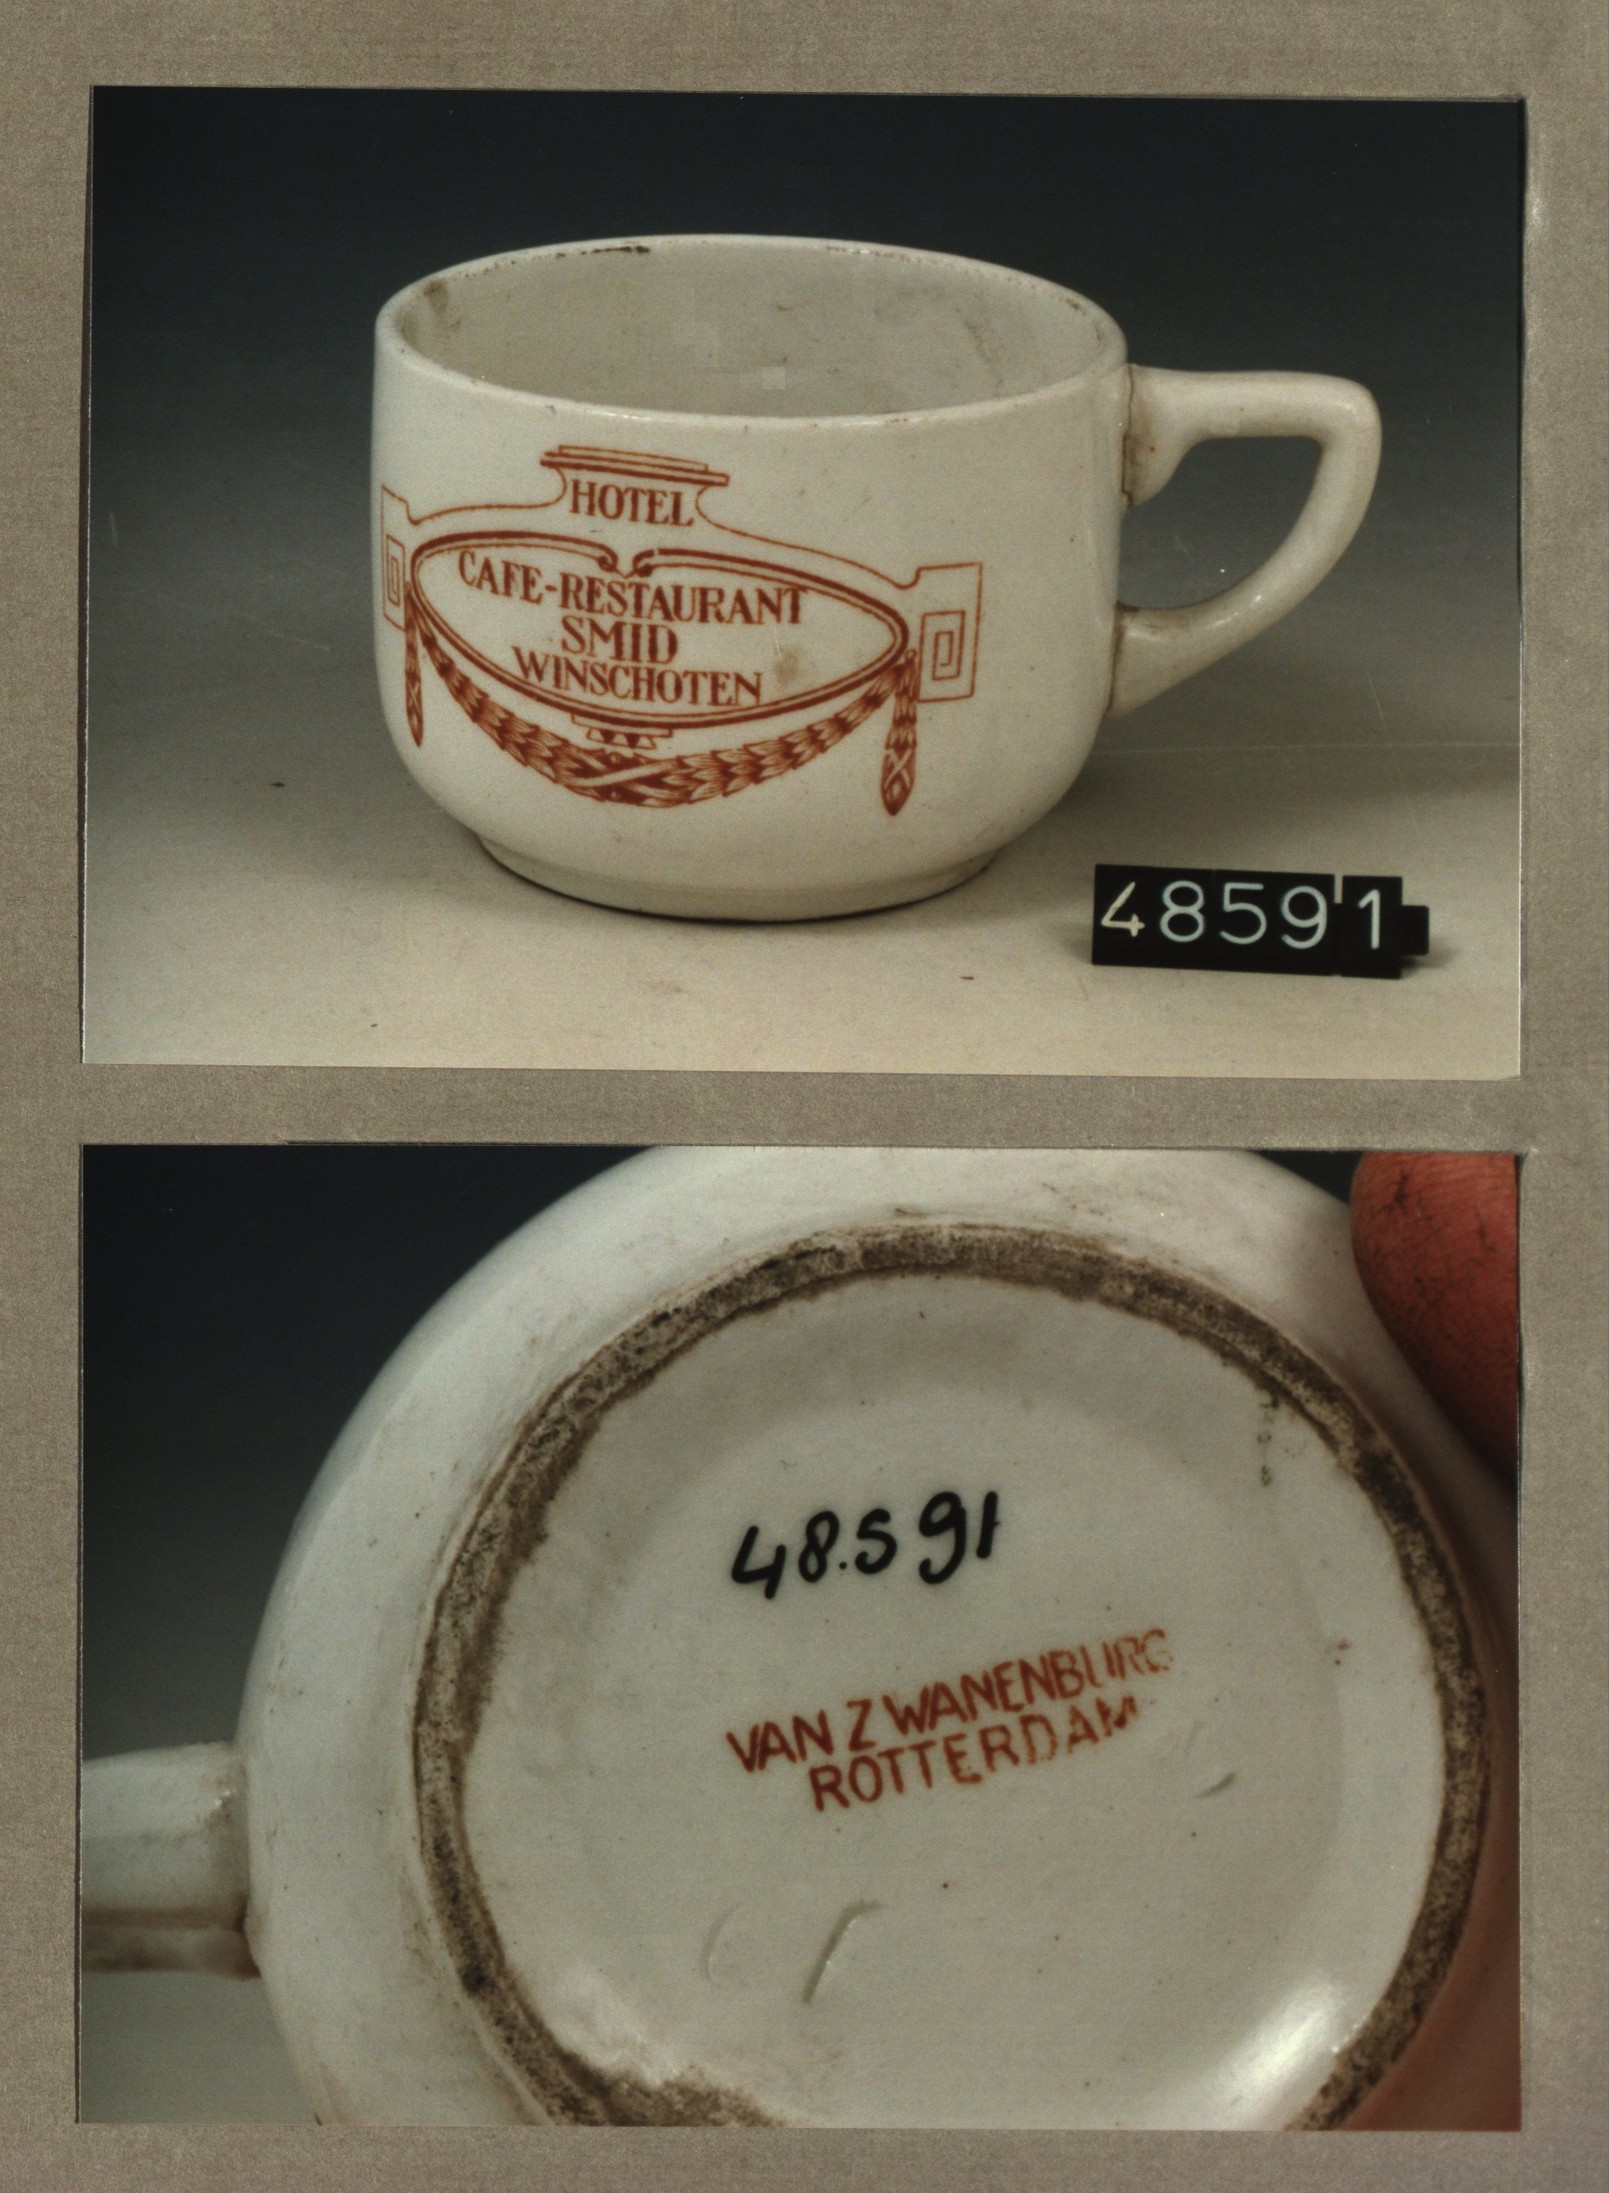 HOTEL
CAFE-RESTAURANT
SMID
WINSCHOTEN
48591
48.591
VAN ZWANENBURG
ROTTERDAM